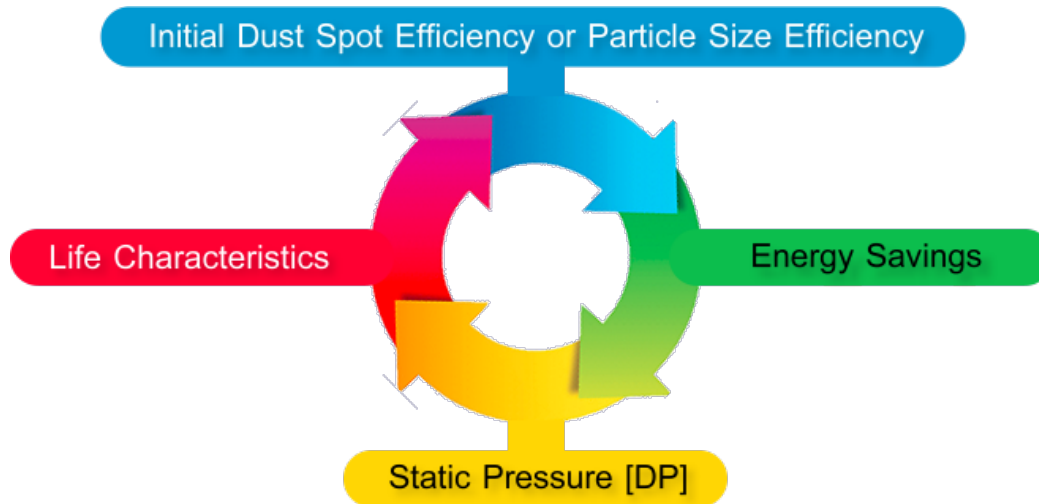 Initial Dust Spot Efficiency or Particle Size Efficiency
Life Characteristics
Energy Savings
Static Pressure [DP]